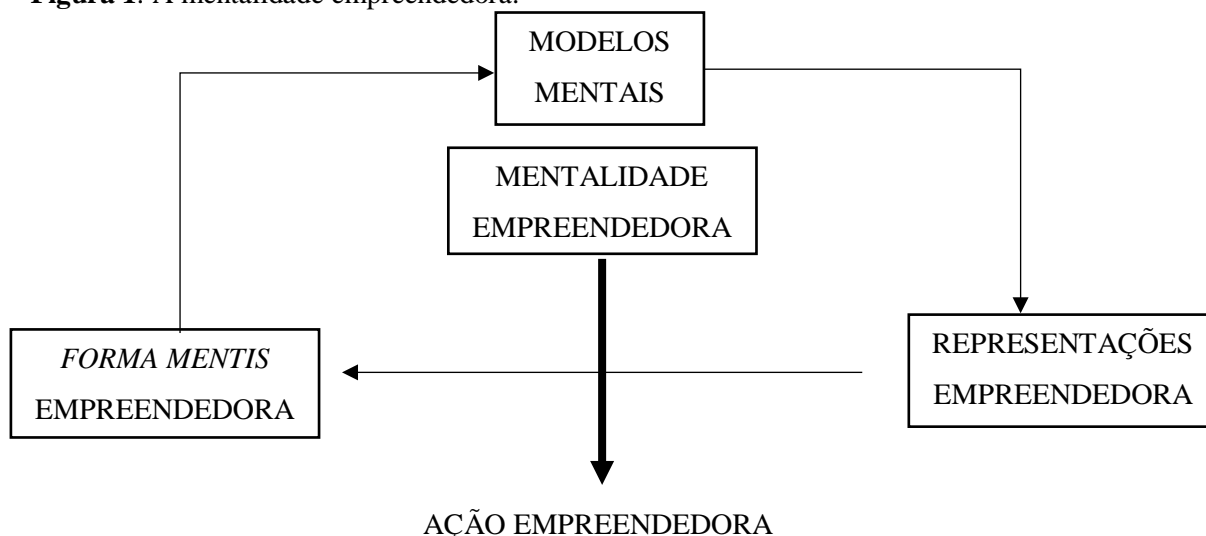 Figura 1. A mentalidade empreendedora.
MODELOS
MENTAIS
MENTALIDADE
EMPREENDEDORA
FORMA MENTIS
EMPREENDEDORA
REPRESENTAÇÕES
EMPREENDEDORA
AÇÃO EMPREENDEDORA